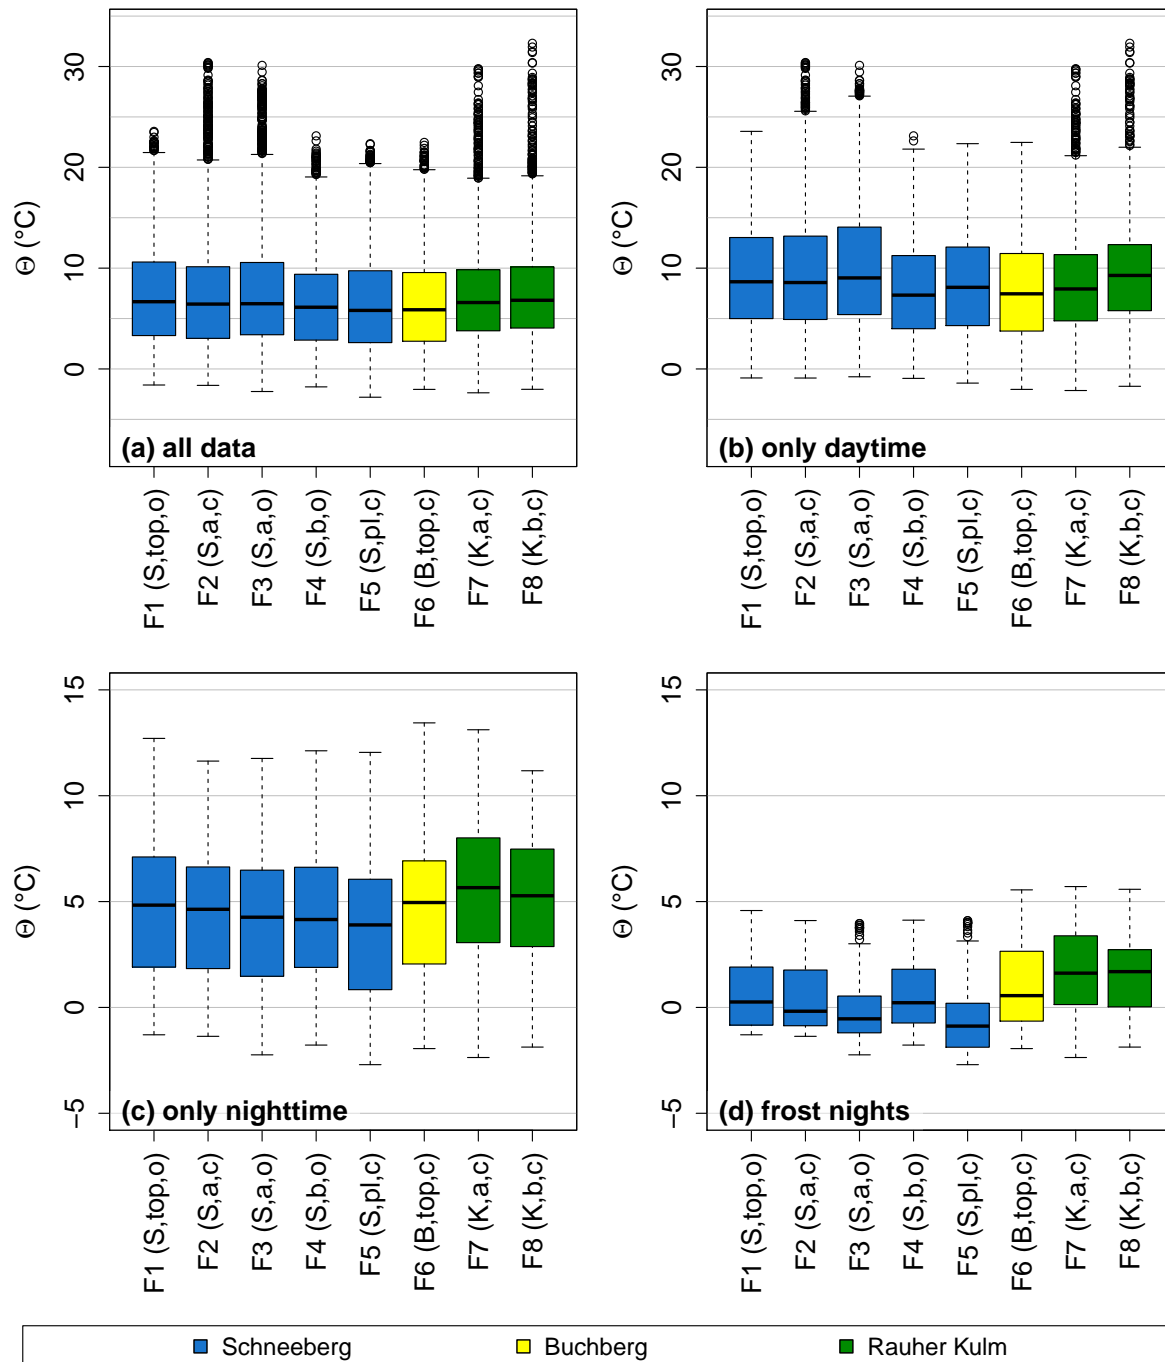 Θ (°C)
30
20
10
0
(a) all data
F1 (S,top,o)
F2 (S,a,c)
F3 (S,a,o)
F4 (S,b,o)
F5 (S,pl,c)
F6 (B,top,c)
F7 (K,a,c)
F8 (K,b,c)
Θ (°C)
30
20
10
0
(b) only daytime
F1 (S,top,o)
F2 (S,a,c)
F3 (S,a,o)
F4 (S,b,o)
F5 (S,pl,c)
F6 (B,top,c)
F7 (K,a,c)
F8 (K,b,c)
Θ (°C)
15
10
5
0
−5
(c) only nighttime
F1 (S,top,o)
F2 (S,a,c)
F3 (S,a,o)
F4 (S,b,o)
F5 (S,pl,c)
F6 (B,top,c)
F7 (K,a,c)
F8 (K,b,c)
Θ (°C)
15
10
5
0
−5
(d) frost nights
F1 (S,top,o)
F2 (S,a,c)
F3 (S,a,o)
F4 (S,b,o)
F5 (S,pl,c)
F6 (B,top,c)
F7 (K,a,c)
F8 (K,b,c)
Schneeberg
Buchberg
Rauher Kulm